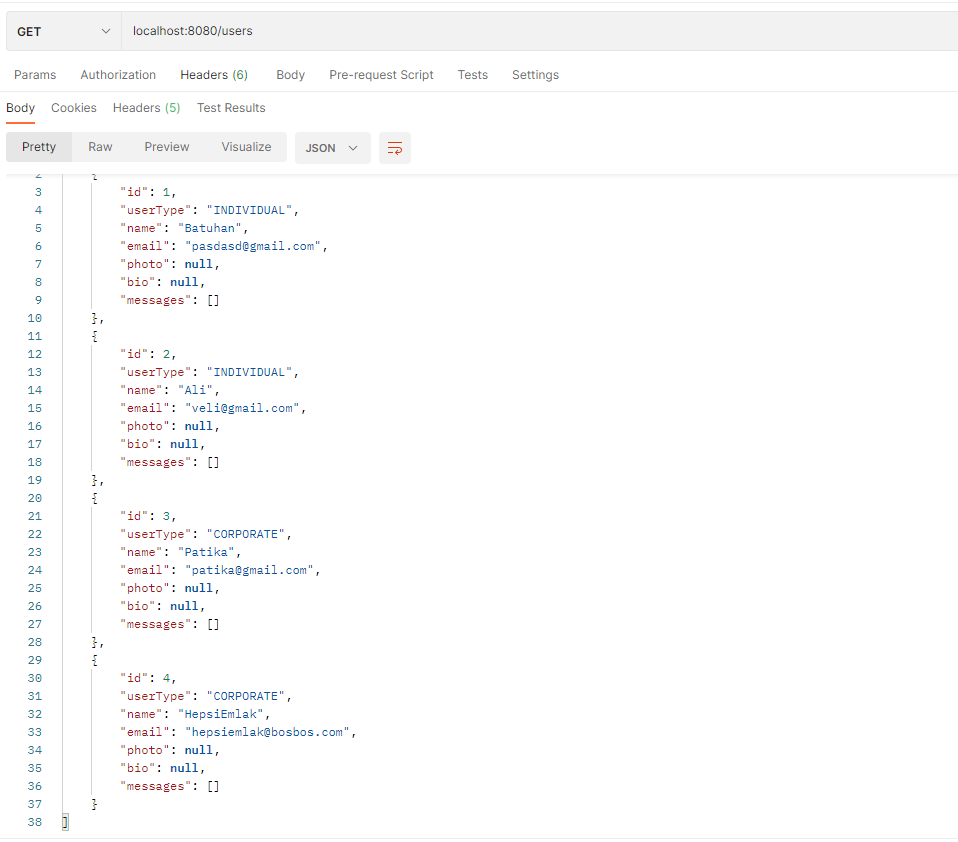 GET localhost:8080/users
Params Authorization Headers (6) Body Pre-request Script Tests Settings
Body Cookies Headers (5) Test Results
Pretty Raw Preview Visualize JSON
2 {
3 "id": 1,
4 "userType": "INDIVIDUAL",
5 "name": "Batuhan",
6 "email": "pasdasd@gmail.com",
7 "photo": null,
8 "bio": null,
9 "messages": []
10 },
11 {
12 "id": 2,
13 "userType": "INDIVIDUAL",
14 "name": "Ali",
15 "email": "veli@gmail.com",
16 "photo": null,
17 "bio": null,
18 "messages": []
19 },
20 {
21 "id": 3,
22 "userType": "CORPORATE",
23 "name": "Patika",
24 "email": "patika@gmail.com",
25 "photo": null,
26 "bio": null,
27 "messages": []
28 },
29 {
30 "id": 4,
31 "userType": "CORPORATE",
32 "name": "HepsiEmlak",
33 "email": "hepsiemlak@bosbos.com",
34 "photo": null,
35 "bio": null,
36 "messages": []
37 }
38 ]